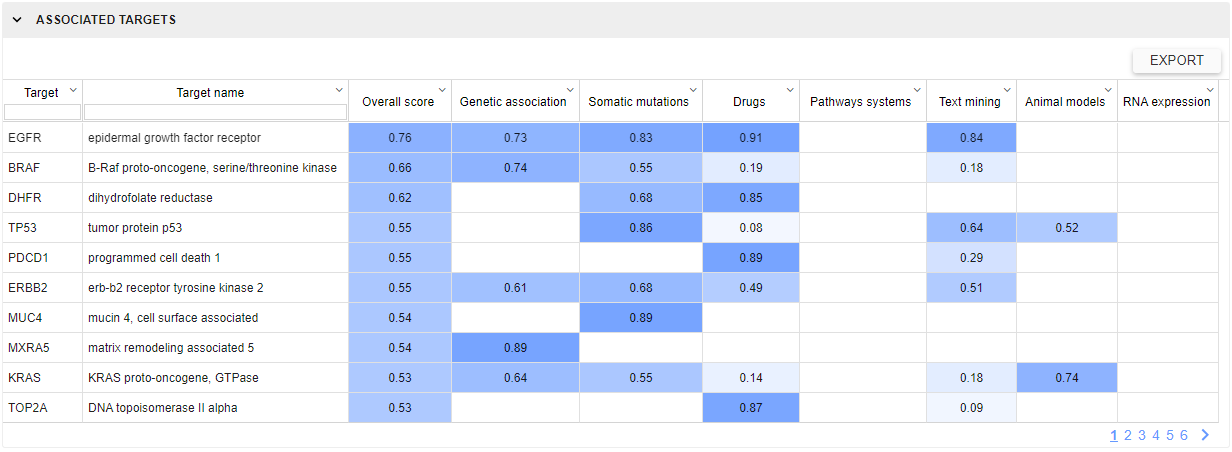 ASSOCIATED TARGETS
EXPORT
Target Target name Overall score Genetic association Somatic mutations Drugs Pathways systems Text mining Animal models RNA expression
EGFR epidermal growth factor receptor 0.76 0.73 0.83 0.91 0.84
BRAF B-Raf proto-oncogene, serine/threonine kinase 0.66 0.74 0.55 0.19 0.18
DHFR dihydrofolate reductase 0.62 0.68 0.85
TP53 tumor protein p53 0.55 0.86 0.08 0.64 0.52
PDCD1 programmed cell death 1 0.55 0.89 0.29
ERBB2 erb-b2 receptor tyrosine kinase 2 0.55 0.61 0.68 0.49 0.51
MUC4 mucin 4, cell surface associated 0.54 0.89
MXRA5 matrix remodeling associated 5 0.54 0.89
KRAS KRAS proto-oncogene, GTPase 0.53 0.64 0.55 0.14 0.18 0.74
TOP2A DNA topoisomerase II alpha 0.53 0.87 0.09
1 2 3 4 5 6